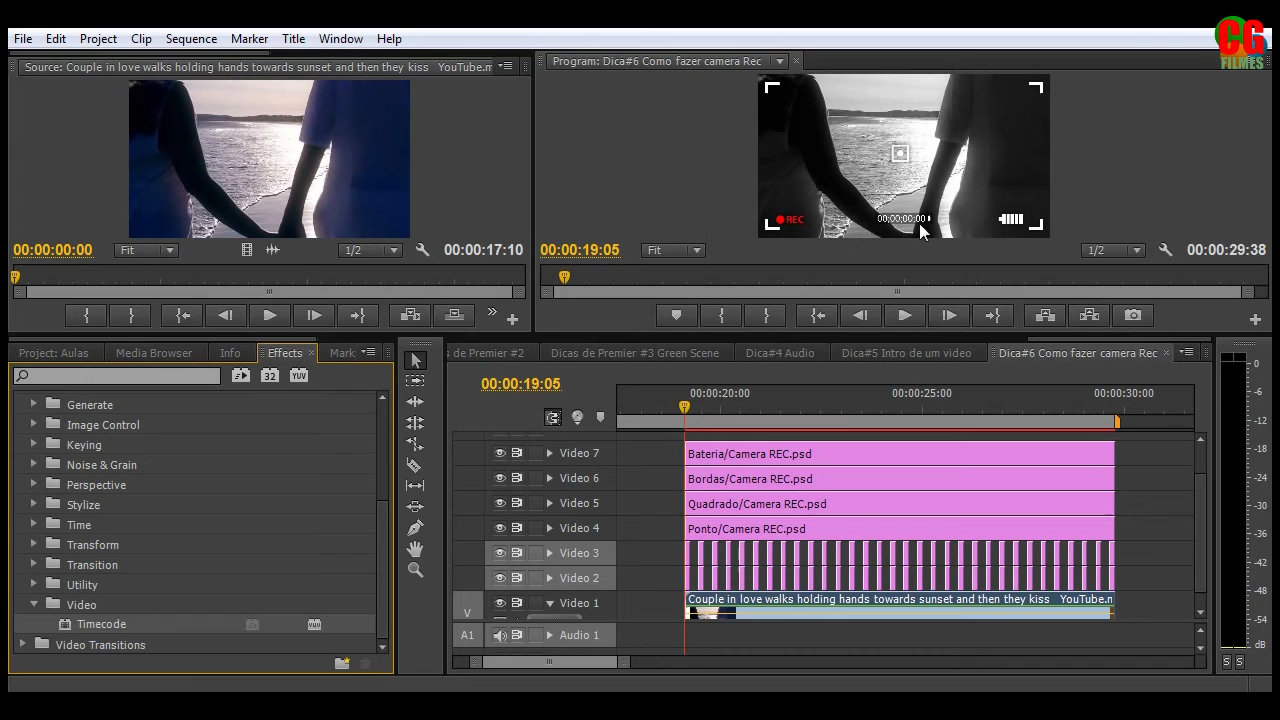 CG
FILMES
File Edit Project Clip Sequence Marker Title Window Help
Source: Couple in love walks holding hands towards sunset and then they kiss YouTube.m
Program: Dica#6 Como fazer camera Rec
REC
00;00;00;00
00:00:00:00 Fit 1/2 00:00:17:10
00:00:19:05 Fit 1/2 00:00:29:38
Project: Aulas Media Browser Info Effects Mark
s de Premier #2 Dicas de Premier #3 Green Scene Dica#4 Audio Dica#5 Intro de um video Dica#6 Como fazer camera Rec
32 YUV
Generate
Image Control
Keying
Noise & Grain
Perspective
Stylize
Time
Transform
Transition
Utility
Video
Timecode YUV
Video Transitions
00:00:19:05
00:00:20:00 00:00:25:00 00:00:30:00
Video 7 Bateria/Camera REC.psd
Video 6 Bordas/Camera REC.psd
Video 5 Quadrado/Camera REC.psd
Video 4 Ponto/Camera REC.psd
Video 3
Video 2
V Video 1 Couple in love walks holding hands towards sunset and then they kiss YouTube.m
A1 Audio 1
0
-6
-12
-18
-24
-30
-36
-42
-48
-54
dB
S S